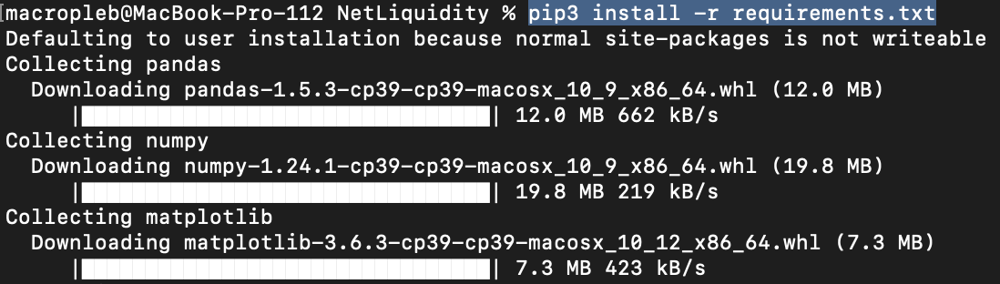 macropleb@MacBook-Pro-112 NetLiquidity % pip3 install -r requirements.txt
Defaulting to user installation because normal site-packages is not writeable
Collecting pandas
  Downloading pandas-1.5.3-cp39-cp39-macosx_10_9_x86_64.whl (12.0 MB)
     |████████████████████████████████| 12.0 MB 662 kB/s
Collecting numpy
  Downloading numpy-1.24.1-cp39-cp39-macosx_10_9_x86_64.whl (19.8 MB)
     |████████████████████████████████| 19.8 MB 219 kB/s
Collecting matplotlib
  Downloading matplotlib-3.6.3-cp39-cp39-macosx_10_12_x86_64.whl (7.3 MB)
     |████████████████████████████████| 7.3 MB 423 kB/s